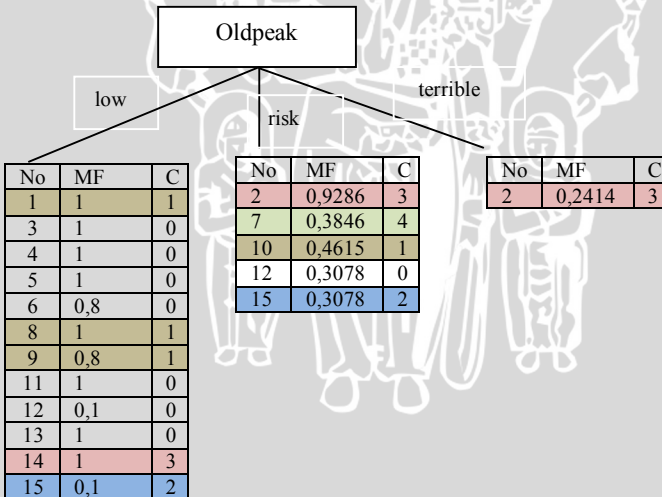 Oldpeak
low
risk
terrible
No MF C
1 1 1
3 1 0
4 1 0
5 1 0
6 0,8 0
8 1 1
9 0,8 1
11 1 0
12 0,1 0
13 1 0
14 1 3
15 0,1 2
No MF C
2 0,9286 3
7 0,3846 4
10 0,4615 1
12 0,3078 0
15 0,3078 2
No MF C
2 0,2414 3